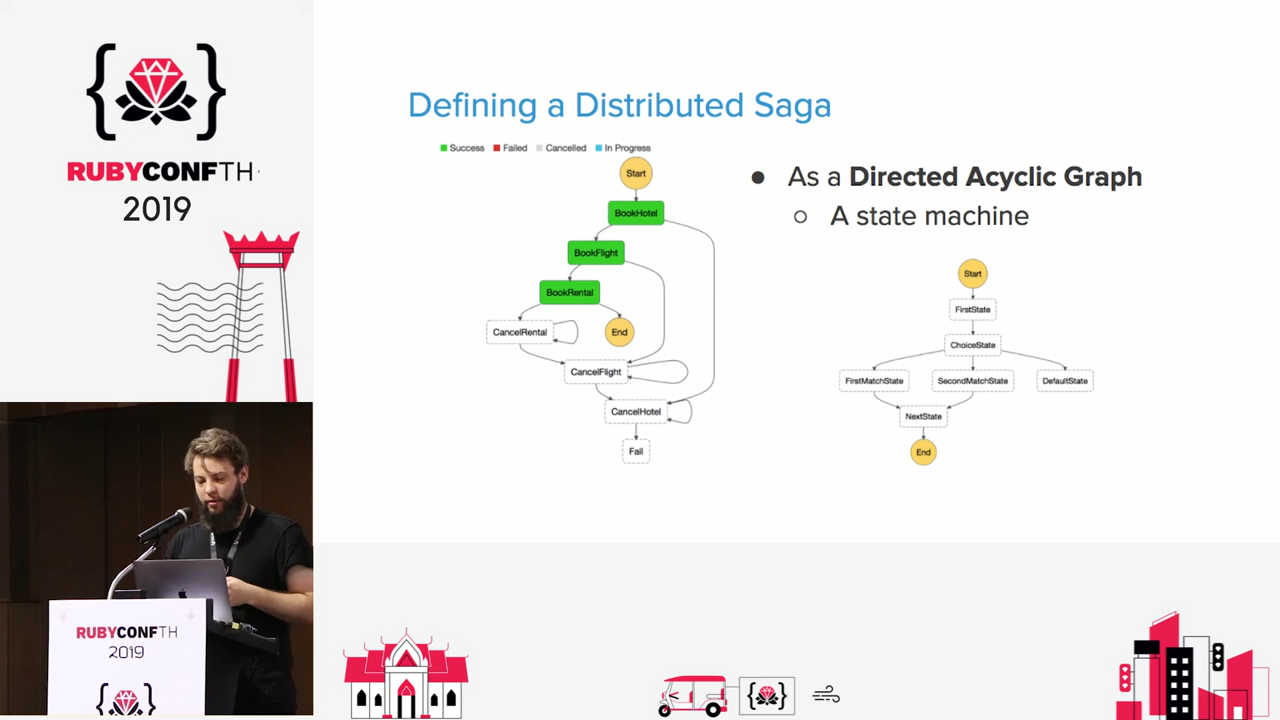 RUBYCONFTH
2019
Defining a Distributed Saga
Success Failed Cancelled In Progress
Start
BookHotel
BookFlight
BookRental
CancelRental
End
CancelFlight
CancelHotel
Fail
● As a Directed Acyclic Graph
○ A state machine
Start
FirstState
ChoiceState
FirstMatchState SecondMatchState DefaultState
NextState
End
RUBYCONFTH
2019